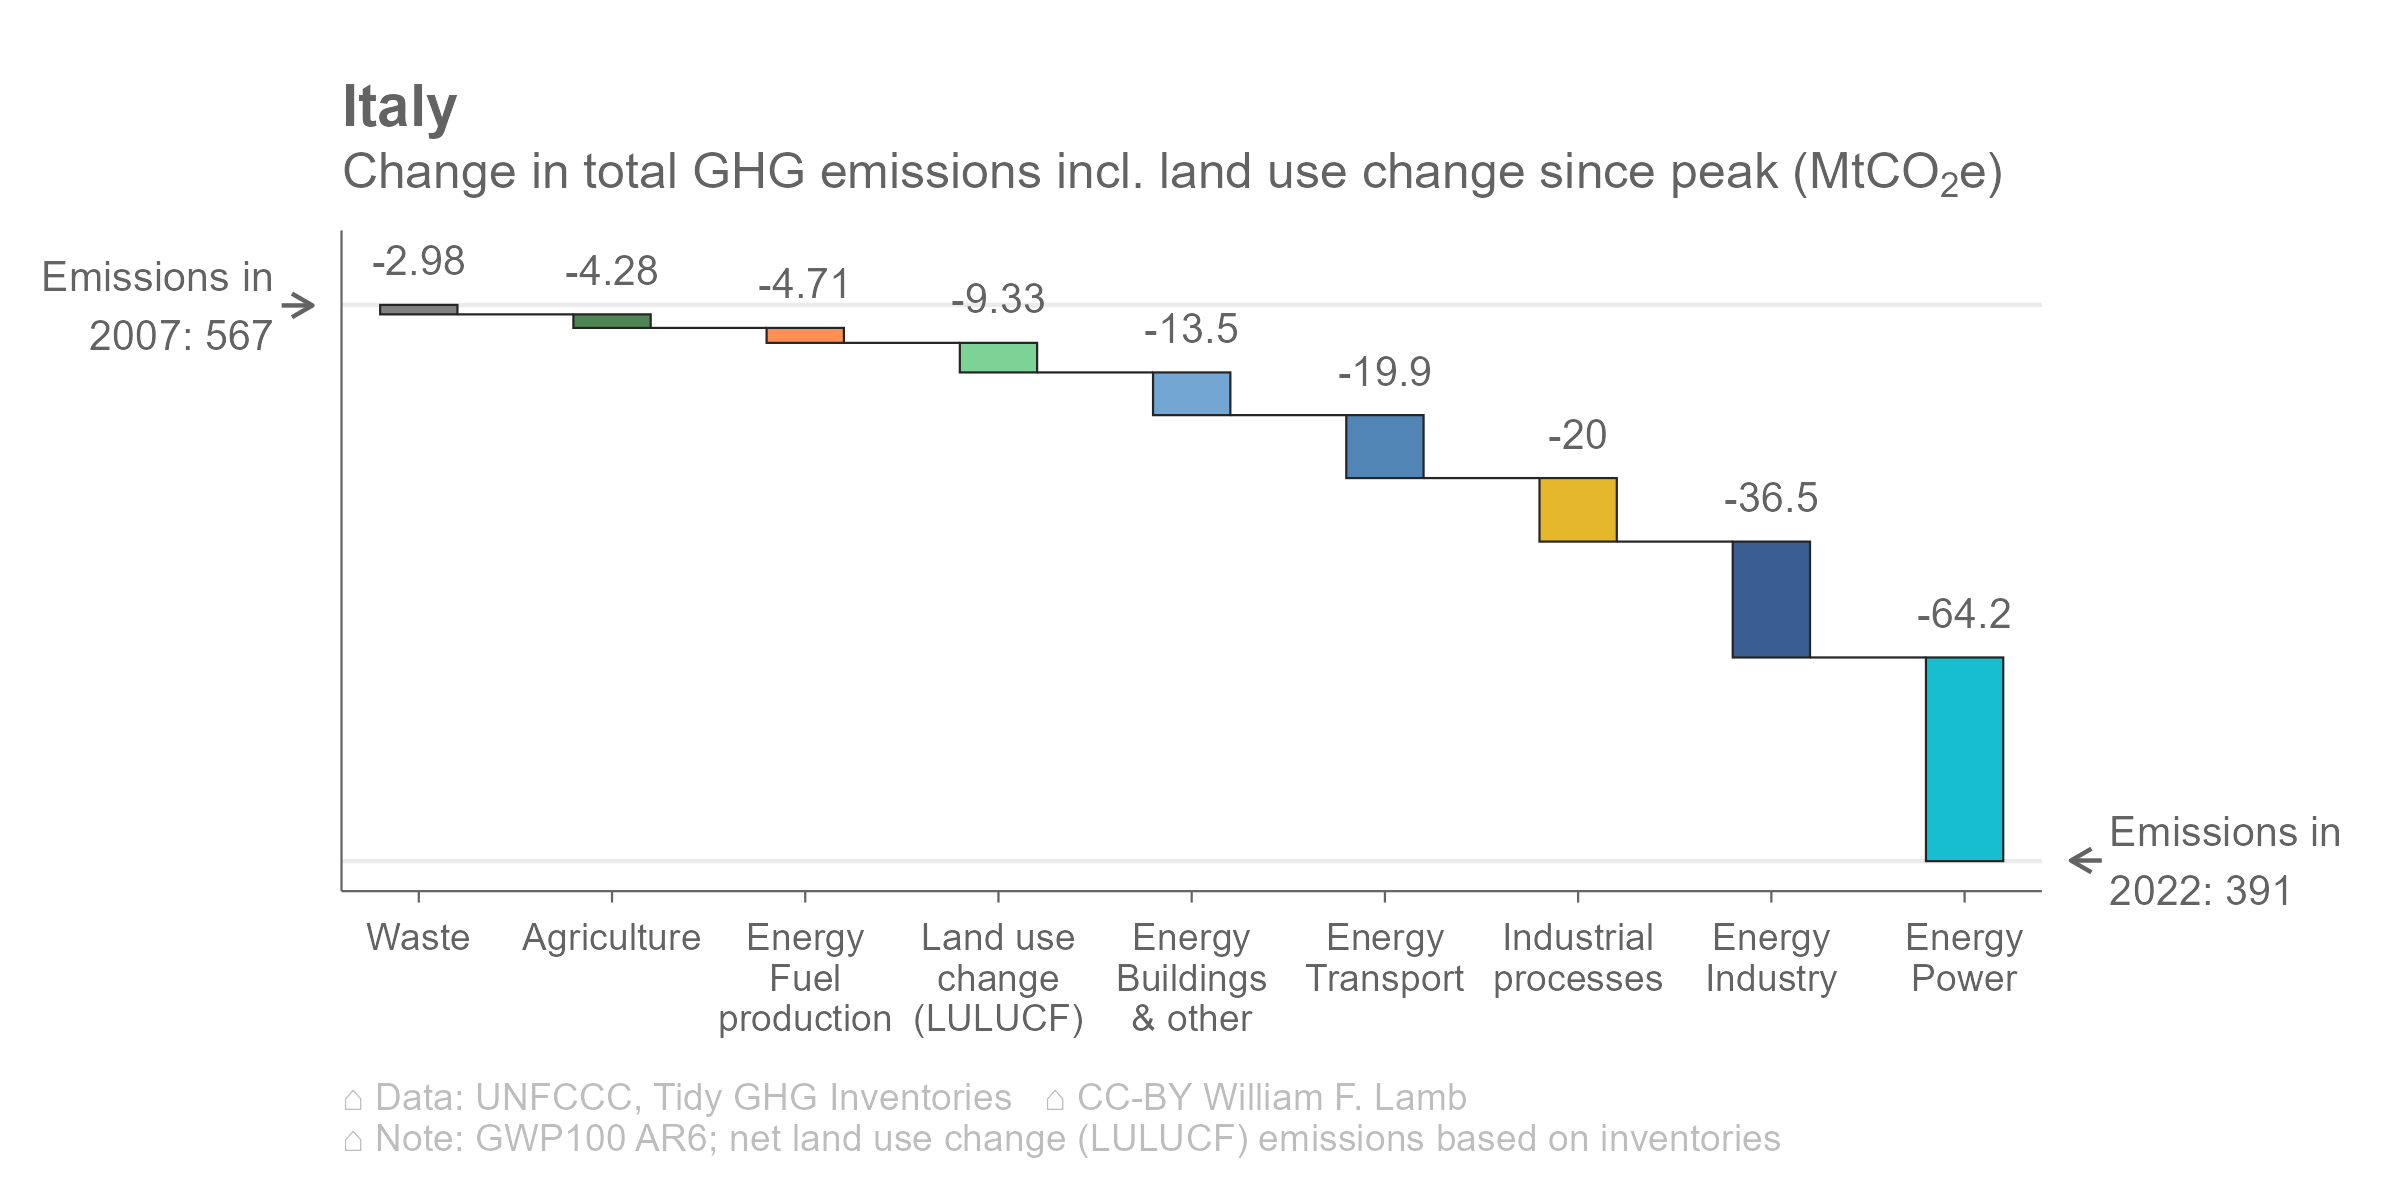 Italy
Change in total GHG emissions incl. land use change since peak (MtCO₂e)
Emissions in
2007: 567
-2.98
-4.28
-4.71
-9.33
-13.5
-19.9
-20
-36.5
-64.2
Emissions in
2022: 391
Waste
Agriculture
Energy
Fuel
production
Land use
change
(LULUCF)
Energy
Buildings
& other
Energy
Transport
Industrial
processes
Energy
Industry
Energy
Power
⌂ Data: UNFCCC, Tidy GHG Inventories ⌂ CC-BY William F. Lamb
⌂ Note: GWP100 AR6; net land use change (LULUCF) emissions based on inventories